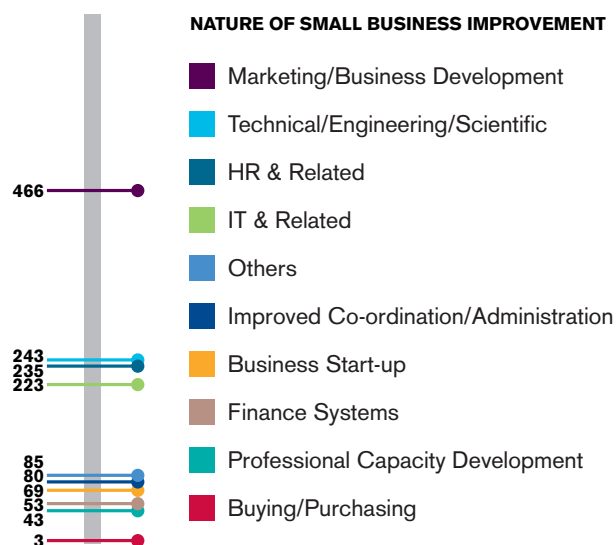 NATURE OF SMALL BUSINESS IMPROVEMENT
Marketing/Business Development
Technical/Engineering/Scientific
HR & Related
IT & Related
Others
Improved Co-ordination/Administration
Business Start-up
Finance Systems
Professional Capacity Development
Buying/Purchasing
466
243
235
223
85
80
69
53
43
3